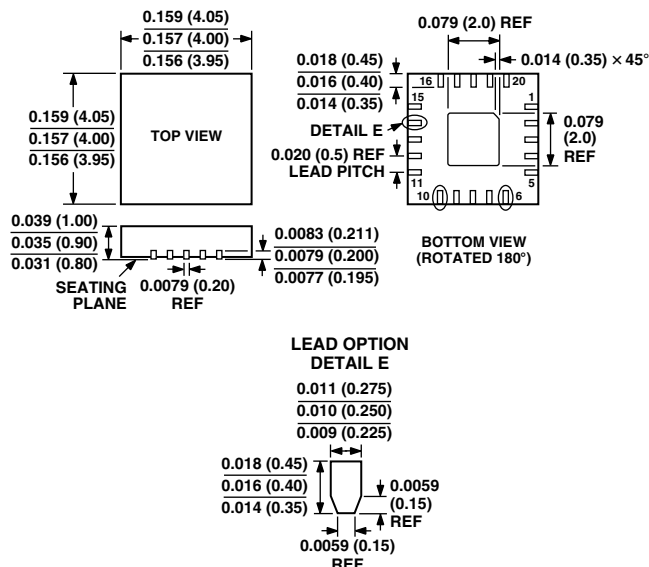 0.159 (4.05)
0.157 (4.00)
0.156 (3.95)
0.159 (4.05)
0.157 (4.00)
0.156 (3.95)
TOP VIEW
0.039 (1.00)
0.035 (0.90)
0.031 (0.80)
SEATING
PLANE
0.0079 (0.20)
REF
0.0083 (0.211)
0.0079 (0.200)
0.0077 (0.195)
0.079 (2.0) REF
0.018 (0.45)
0.016 (0.40)
0.014 (0.35)
0.014 (0.35) × 45°
16
20
15
1
DETAIL E
0.079
(2.0)
REF
0.020 (0.5) REF
LEAD PITCH
11
5
10
6
BOTTOM VIEW
(ROTATED 180°)
LEAD OPTION
DETAIL E
0.011 (0.275)
0.010 (0.250)
0.009 (0.225)
0.018 (0.45)
0.016 (0.40)
0.014 (0.35)
0.0059
(0.15)
REF
0.0059 (0.15)
REF